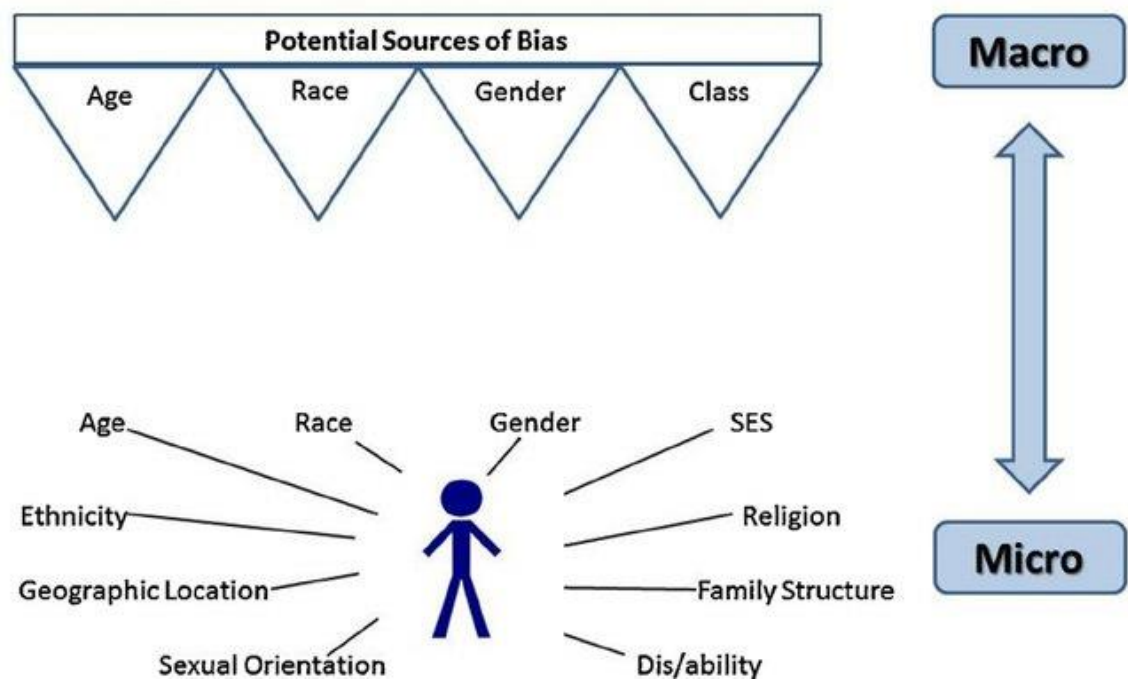 Potential Sources of Bias
Macro
Age
Race
Gender
Class
Age
Race
Gender
SES
Ethnicity
Religion
Micro
Geographic Location
Family Structure
Sexual Orientation
Dis/ability